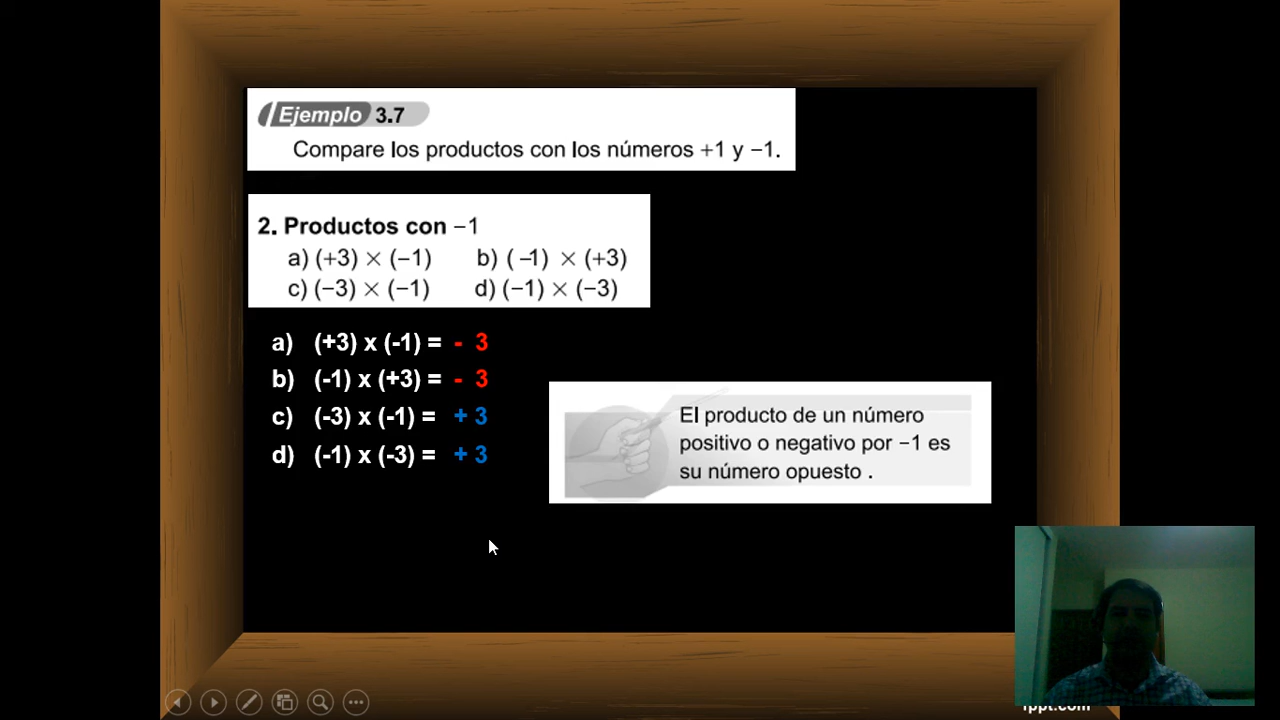 Ejemplo 3.7
Compare los productos con los números +1 y −1.
2. Productos con −1
a) (+3) × (−1) b) (−1) × (+3)
c) (−3) × (−1) d) (−1) × (−3)
a) (+3) x (-1) = - 3
b) (-1) x (+3) = - 3
c) (-3) x (-1) = + 3
d) (-1) x (-3) = + 3
El producto de un número
positivo o negativo por −1 es
su número opuesto .
fppt.com